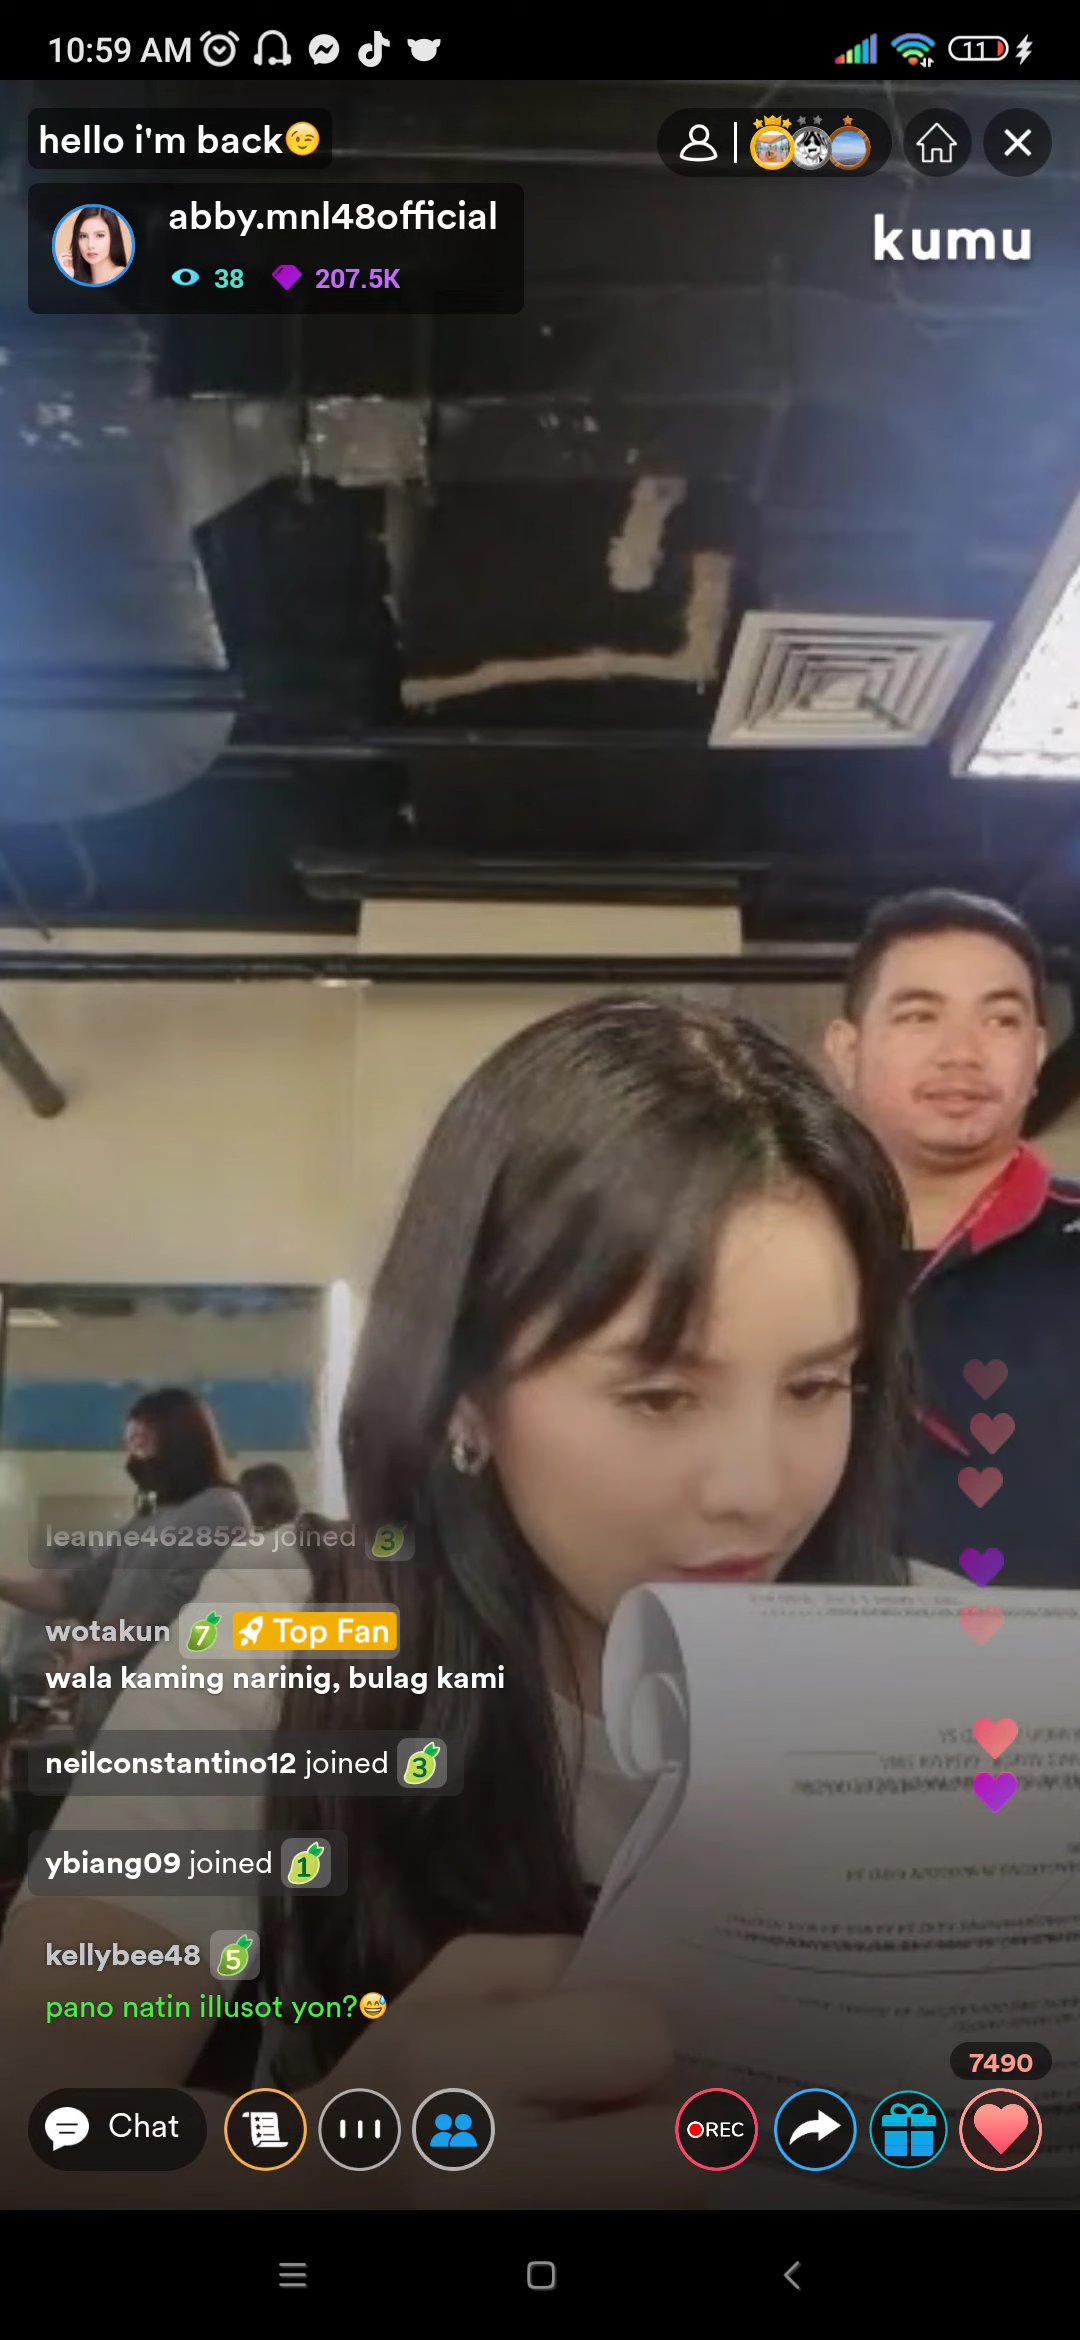 10:59 AM
11
hello i'm back😉
abby.mnl48official
38 207.5K
kumu
leanne4628525 joined 3
wotakun 7 Top Fan
wala kaming narinig, bulag kami
neilconstantino12 joined 3
ybiang09 joined 1
kellybee48 5
pano natin illusot yon?😅
7490
Chat
REC